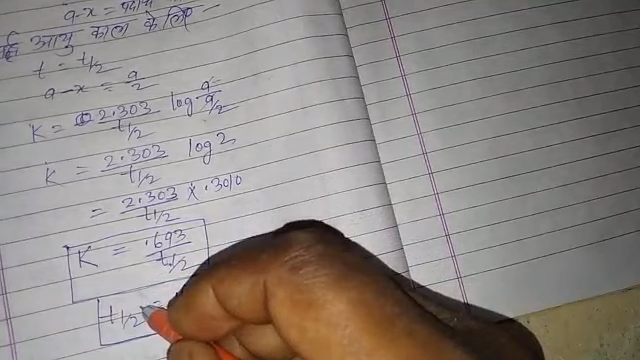 a-x =
आयु काल के लिए
t = t1/2
a-x = a/2
K = 2.303/t1/2 log a/a/2
K = 2.303/t1/2 log 2
= 2.303/t1/2 × .3010
K = .693/t1/2
t1/2